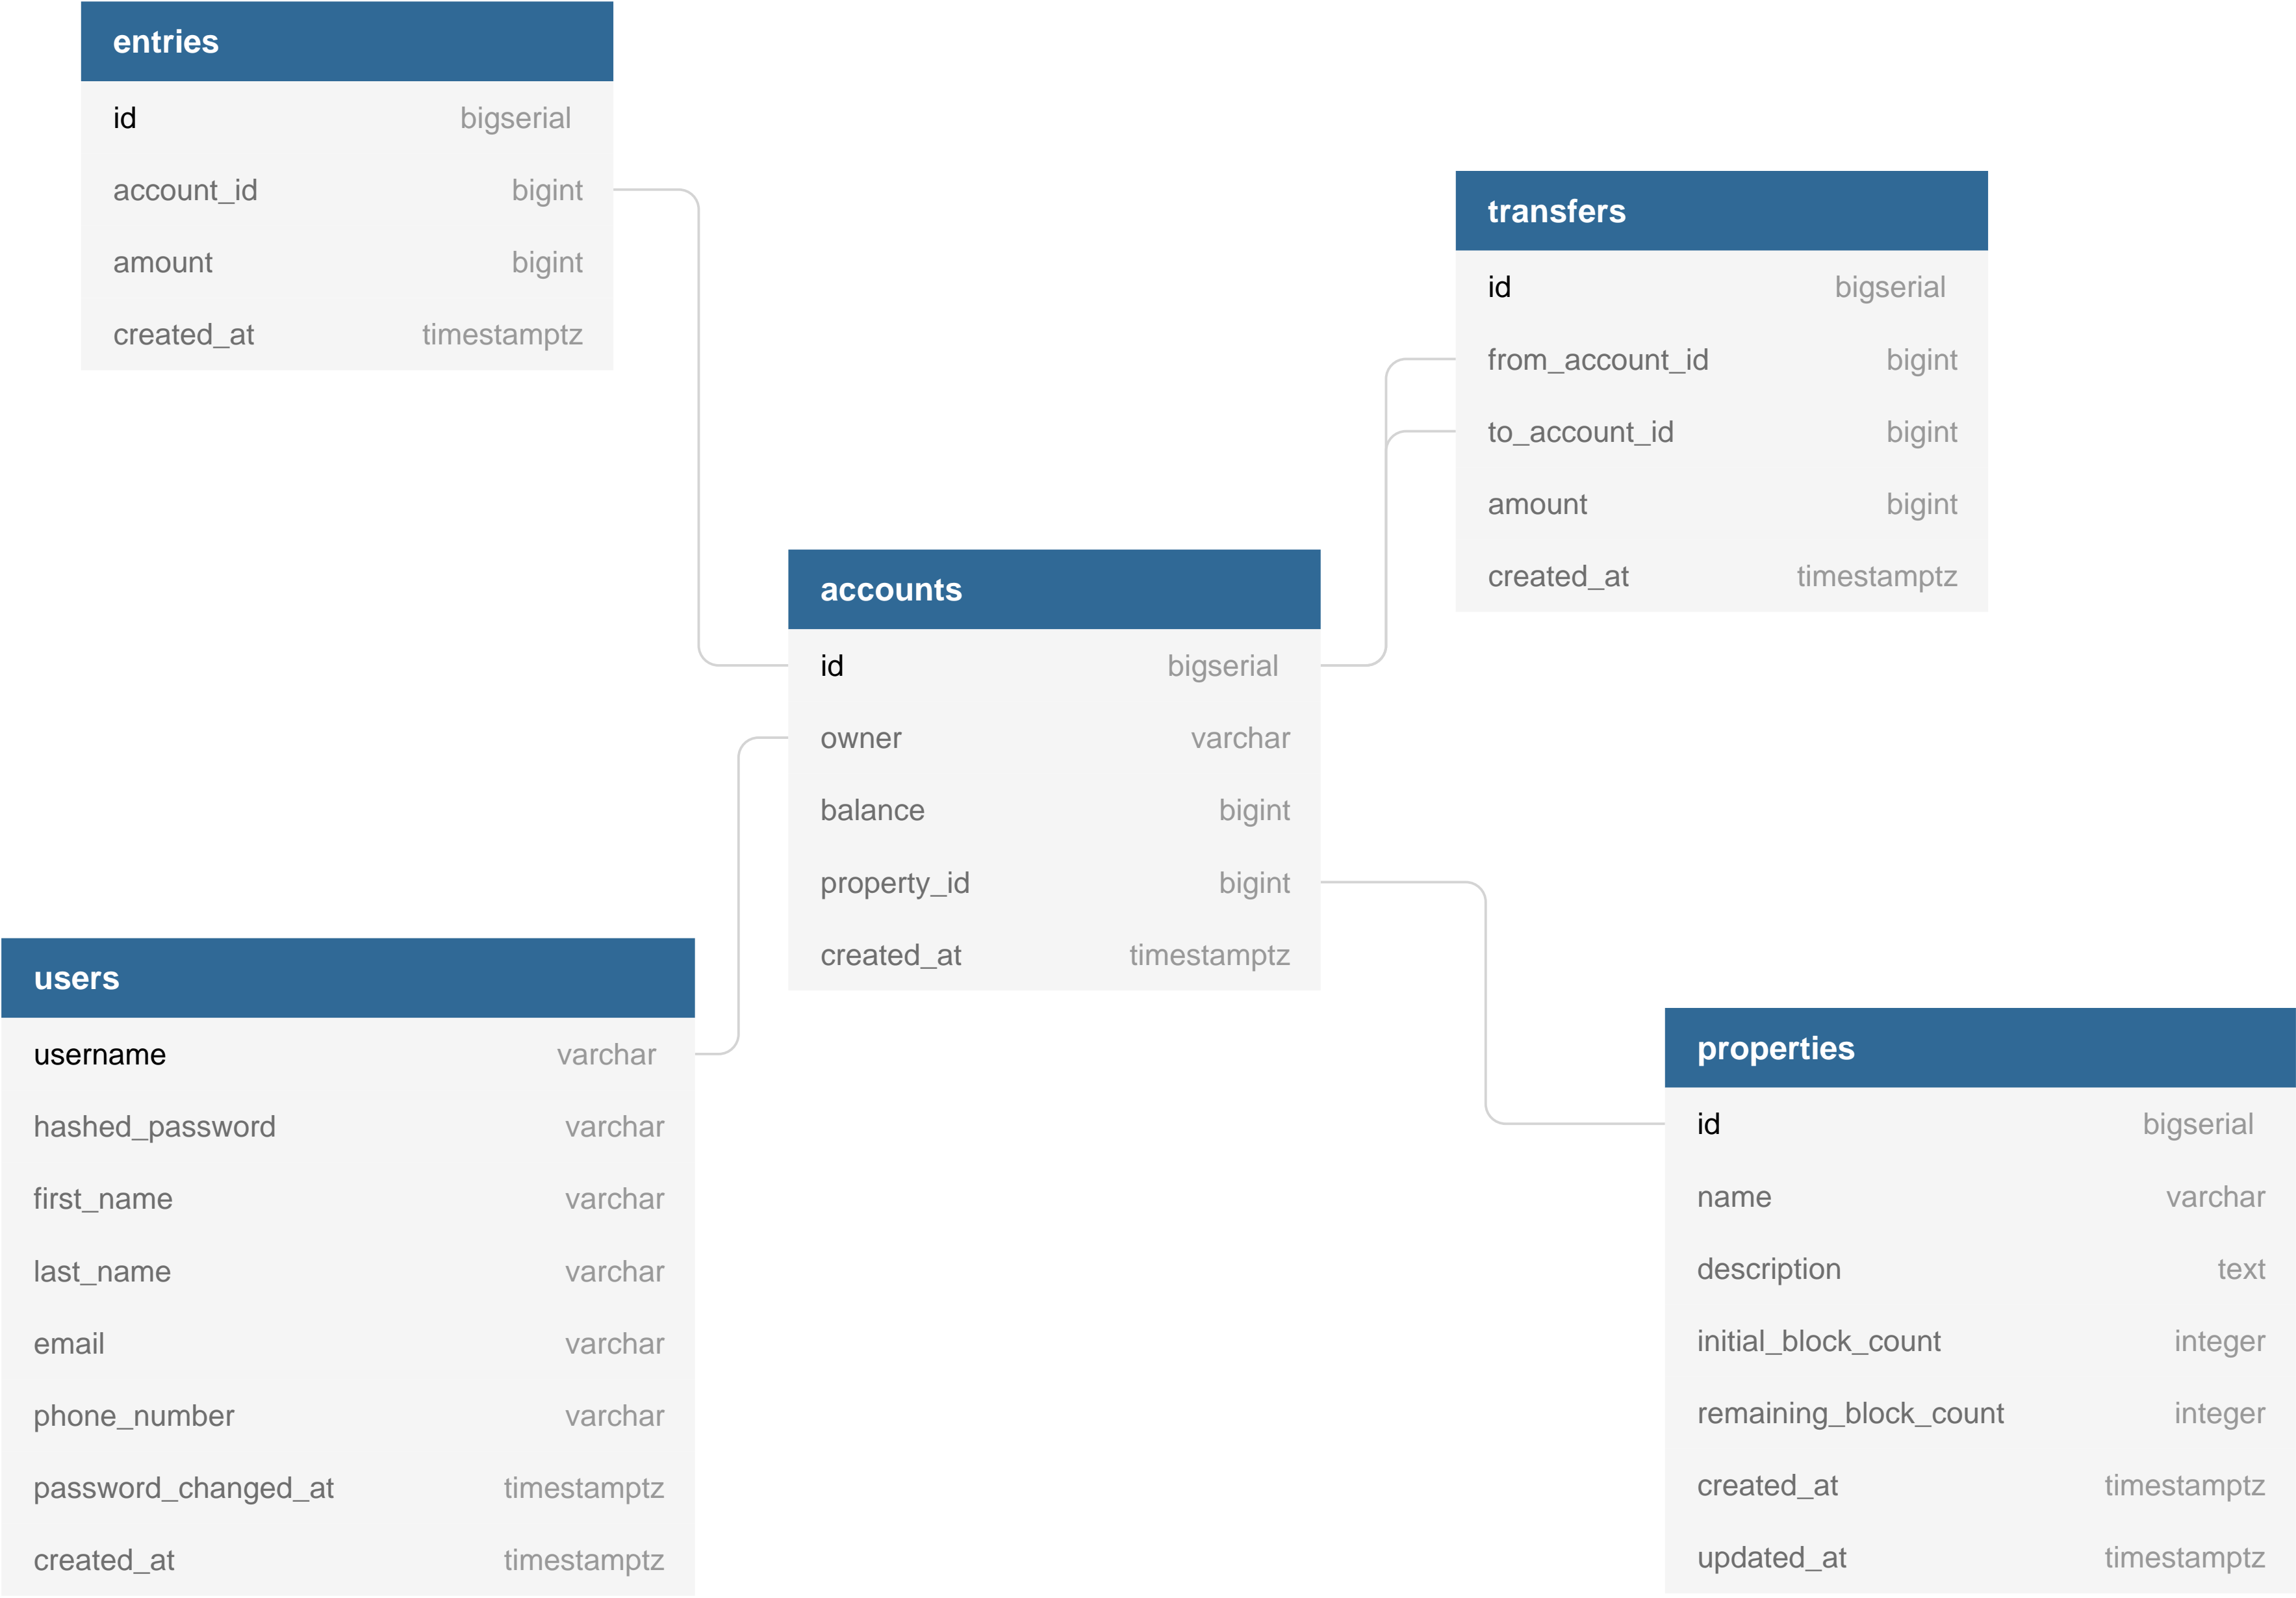 entries
id bigserial
account_id bigint
amount bigint
created_at timestamptz
transfers
id bigserial
from_account_id bigint
to_account_id bigint
amount bigint
created_at timestamptz
accounts
id bigserial
owner varchar
balance bigint
property_id bigint
created_at timestamptz
users
username varchar
hashed_password varchar
first_name varchar
last_name varchar
email varchar
phone_number varchar
password_changed_at timestamptz
created_at timestamptz
properties
id bigserial
name varchar
description text
initial_block_count integer
remaining_block_count integer
created_at timestamptz
updated_at timestamptz